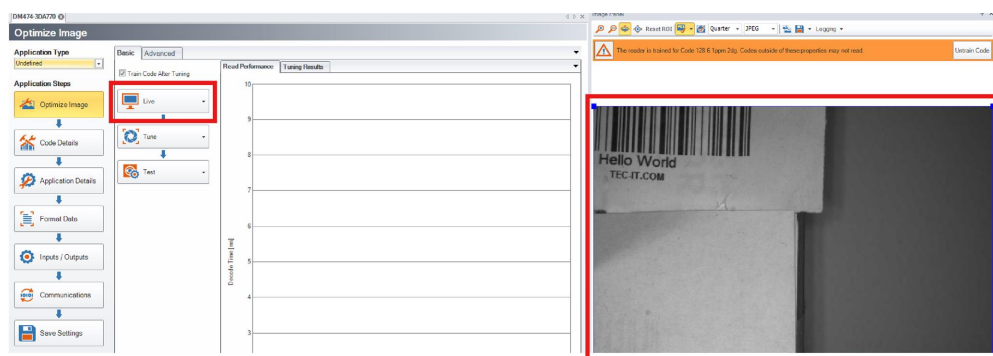 DM474-3DA770
Optimize Image
Application Type
Undefined
Application Steps
Optimize Image
Code Details
Application Details
Format Data
Inputs / Outputs
Communications
Save Settings
Basic Advanced
Train Code After Tuning
Live
Tune
Test
Read Performance Tuning Results
10
9
8
7
6
5
4
3
Decode Time [ms]
Reset ROI Quarter JPEG Logging
The reader is trained for Code 128 6.1ppm 2dg. Codes outside of these properties may not read.
Untrain Code
Hello World
TEC-IT.COM